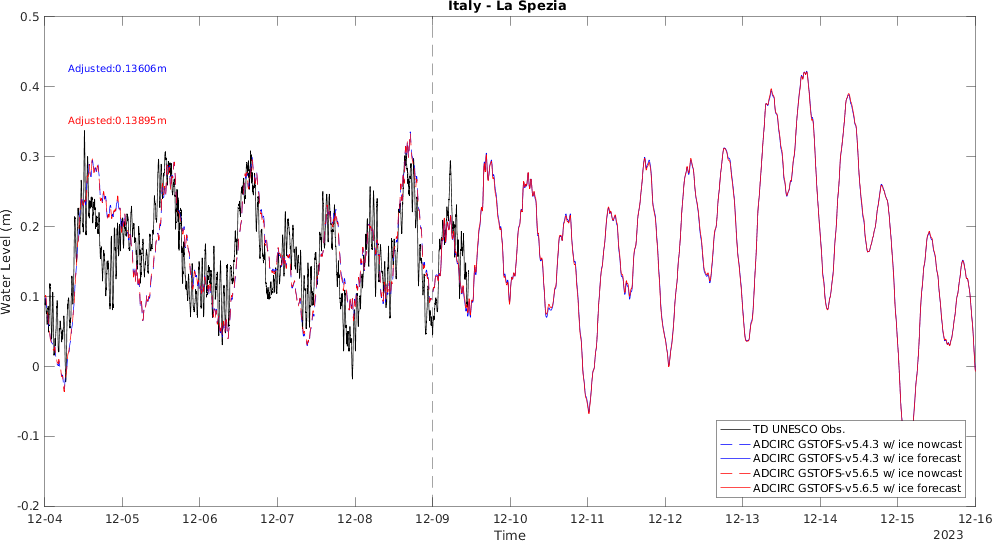 Italy - La Spezia
0.5
Adjusted:0.13606m
0.4
Adjusted:0.13895m
0.3
0.2
0.1
0
-0.1
-0.2
Water Level (m)
TD UNESCO Obs.
ADCIRC GSTOFS-v5.4.3 w/ ice nowcast
ADCIRC GSTOFS-v5.4.3 w/ ice forecast
ADCIRC GSTOFS-v5.6.5 w/ ice nowcast
ADCIRC GSTOFS-v5.6.5 w/ ice forecast
12-04 12-05 12-06 12-07 12-08 12-09 12-10 12-11 12-12 12-13 12-14 12-15 12-16
Time
2023